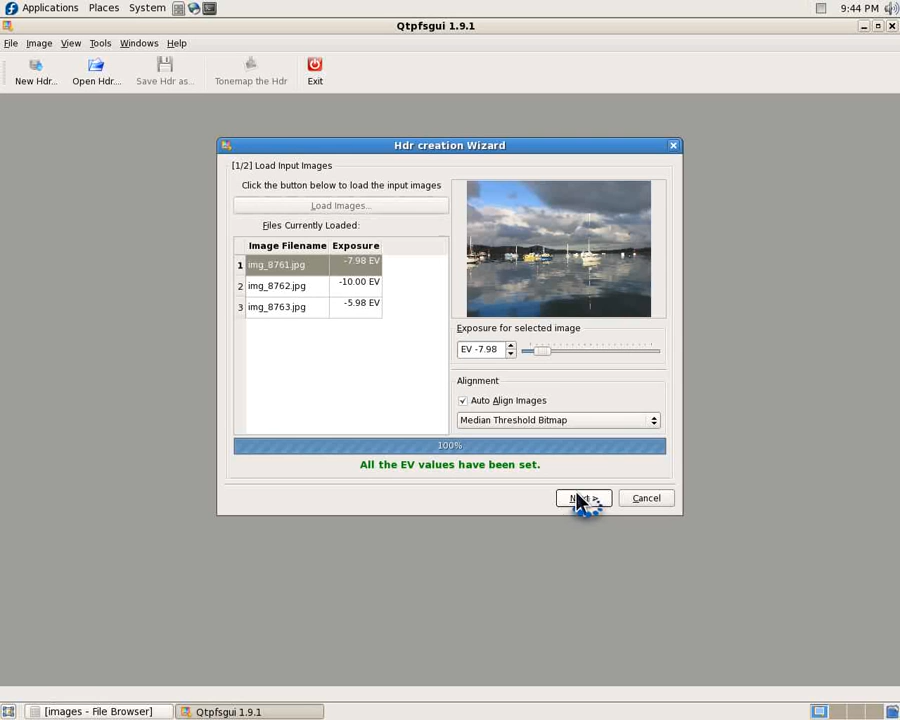 Applications Places System 9:44 PM
Qtpfsgui 1.9.1
File Image View Tools Windows Help
New Hdr... Open Hdr.... Save Hdr as... Tonemap the Hdr Exit
Hdr creation Wizard
[1/2] Load Input Images
Click the button below to load the input images
Load Images...
Files Currently Loaded:
Image Filename Exposure
1 img_8761.jpg -7.98 EV
2 img_8762.jpg -10.00 EV
3 img_8763.jpg -5.98 EV
Exposure for selected image
EV -7.98
Alignment
Auto Align Images
Median Threshold Bitmap
100%
All the EV values have been set.
Cancel
[images - File Browser] Qtpfsgui 1.9.1